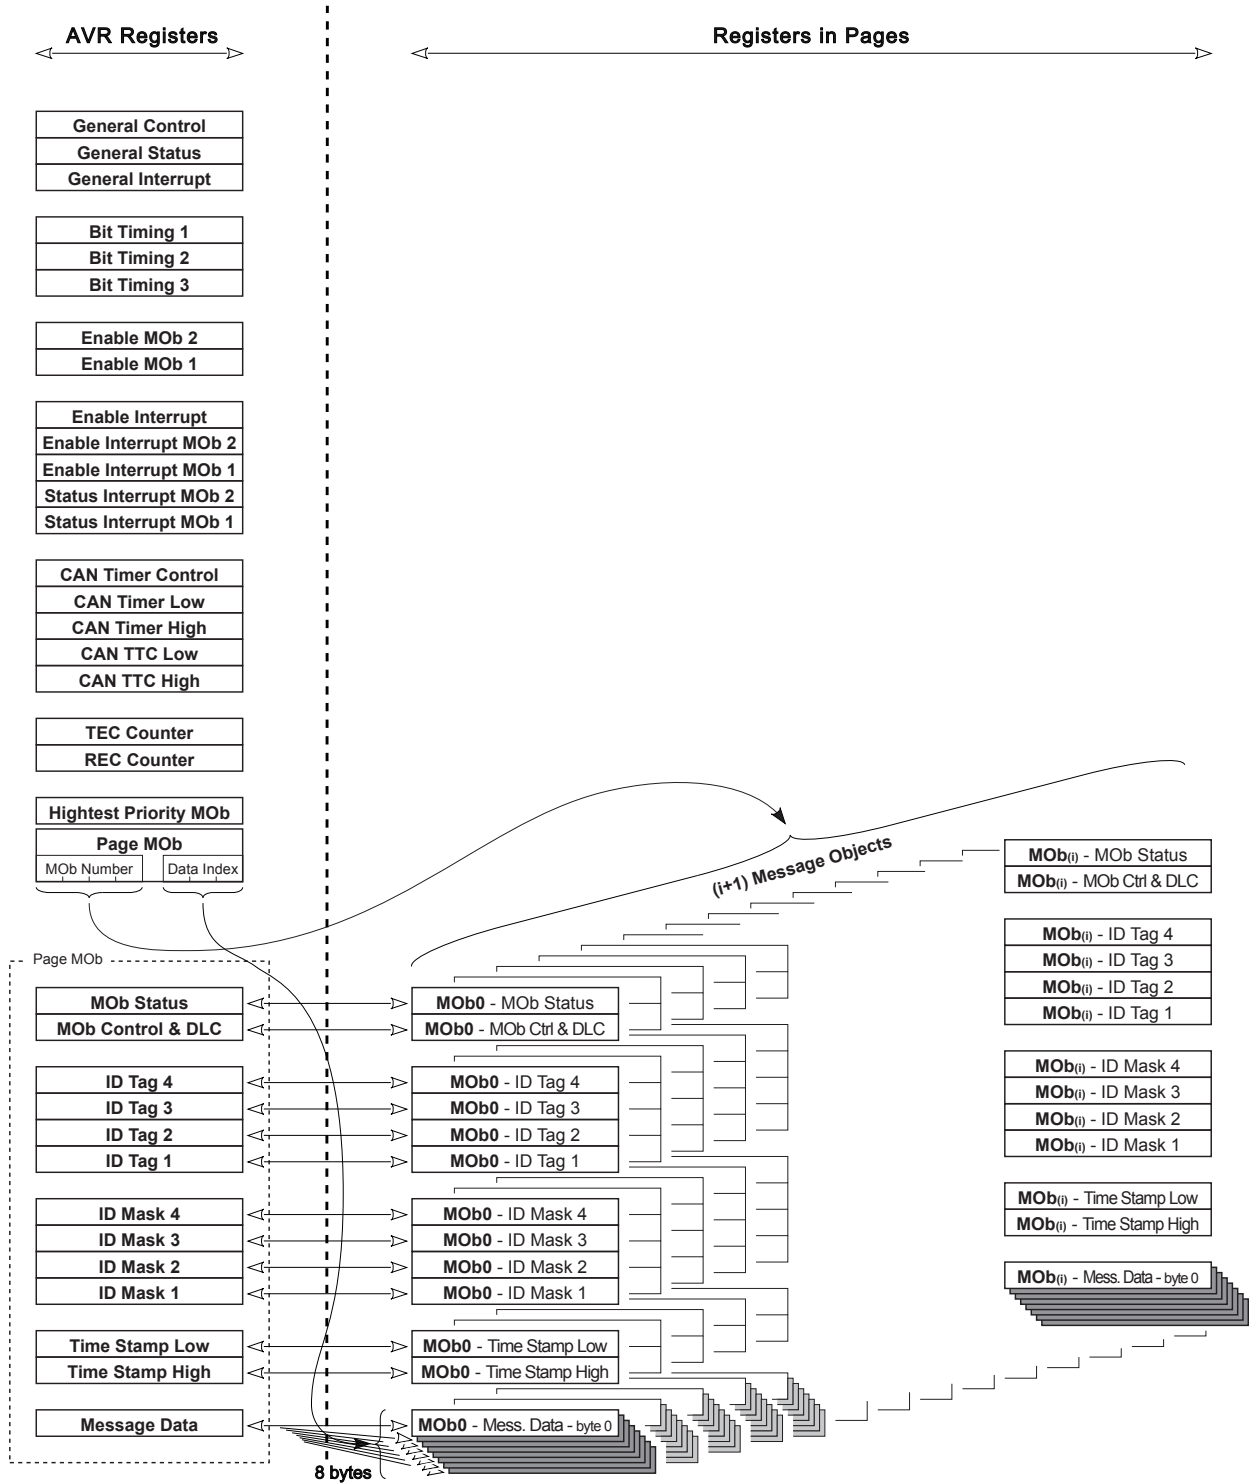 AVR Registers
Registers in Pages
General Control
General Status
General Interrupt
Bit Timing 1
Bit Timing 2
Bit Timing 3
Enable MOb 2
Enable MOb 1
Enable Interrupt
Enable Interrupt MOb 2
Enable Interrupt MOb 1
Status Interrupt MOb 2
Status Interrupt MOb 1
CAN Timer Control
CAN Timer Low
CAN Timer High
CAN TTC Low
CAN TTC High
TEC Counter
REC Counter
Hightest Priority MOb
Page MOb
MOb Number
Data Index
Page MOb
MOb Status
MOb Control & DLC
ID Tag 4
ID Tag 3
ID Tag 2
ID Tag 1
ID Mask 4
ID Mask 3
ID Mask 2
ID Mask 1
Time Stamp Low
Time Stamp High
Message Data
8 bytes
(i+1) Message Objects
MOb0 - MOb Status
MOb0 - MOb Ctrl & DLC
MOb0 - ID Tag 4
MOb0 - ID Tag 3
MOb0 - ID Tag 2
MOb0 - ID Tag 1
MOb0 - ID Mask 4
MOb0 - ID Mask 3
MOb0 - ID Mask 2
MOb0 - ID Mask 1
MOb0 - Time Stamp Low
MOb0 - Time Stamp High
MOb0 - Mess. Data - byte 0
MOb(i) - MOb Status
MOb(i) - MOb Ctrl & DLC
MOb(i) - ID Tag 4
MOb(i) - ID Tag 3
MOb(i) - ID Tag 2
MOb(i) - ID Tag 1
MOb(i) - ID Mask 4
MOb(i) - ID Mask 3
MOb(i) - ID Mask 2
MOb(i) - ID Mask 1
MOb(i) - Time Stamp Low
MOb(i) - Time Stamp High
MOb(i) - Mess. Data - byte 0